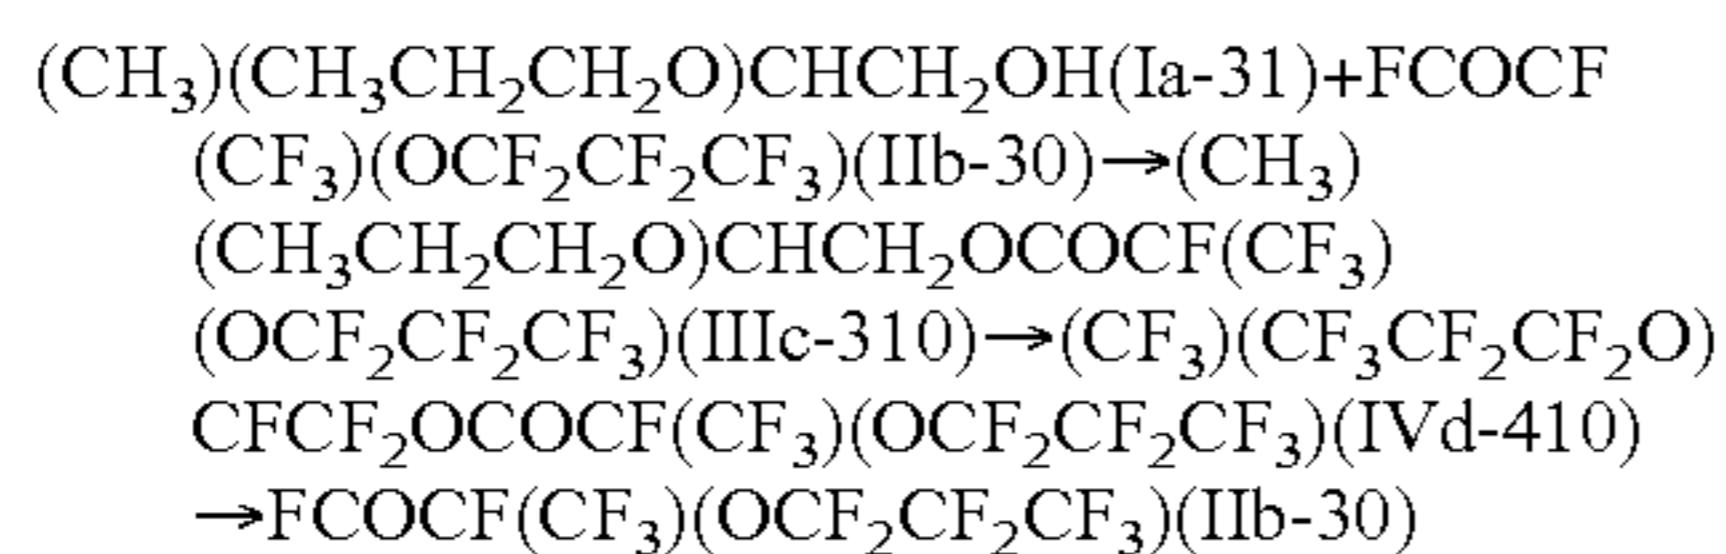 (CH₃)(CH₃CH₂CH₂O)CHCH₂OH(Ia-31)+FCOCF
(CF₃)(OCF₂CF₂CF₃)(IIb-30)→(CH₃)
(CH₃CH₂CH₂O)CHCH₂OCOCF(CF₃)
(OCF₂CF₂CF₃)(IIIc-310)→(CF₃)(CF₃CF₂CF₂O)
CFCF₂OCOCF(CF₃)(OCF₂CF₂CF₃)(IVd-410)
→FCOCF(CF₃)(OCF₂CF₂CF₃)(IIb-30)